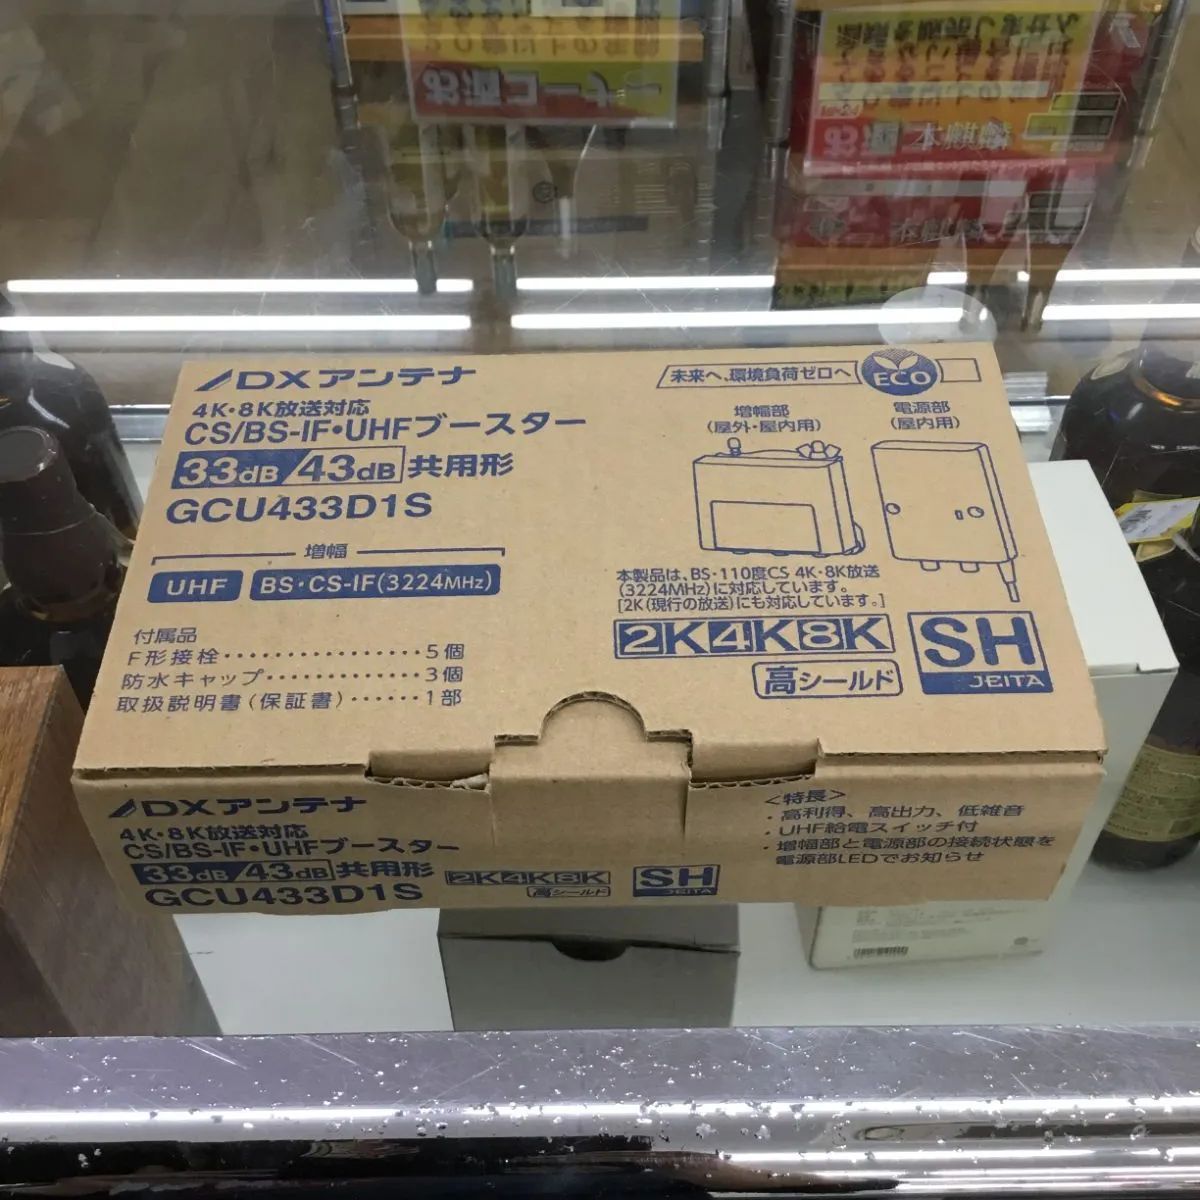 お酒コーナー
本麒麟
DXアンテナ
4K・8K放送対応
CS/BS-IF・UHFブースター
33dB/43dB 共用形
GCU433D1S
増幅
UHF BS・CS-IF(3224MHz)
付属品
F形接栓・・・・・・・・・・・・・・・・・5個
防水キャップ・・・・・・・・・・・・・3個
取扱説明書(保証書)・・・・・・1部
未来へ、環境負荷ゼロへ ECO
増幅部
(屋外・屋内用)
電源部
(屋内用)
本製品は、BS・110度CS 4K・8K放送
(3224MHz)に対応しています。
[2K(現行の放送)にも対応しています。]
2K4K8K
高シールド
SH
JEITA
DXアンテナ
4K・8K放送対応
CS/BS-IF・UHFブースター
33dB/43dB 共用形
GCU433D1S
2K4K8K
高シールド
SH
JEITA
<特長>
・高利得、高出力、低雑音
・UHF給電スイッチ付
・増幅部と電源部の接続状態を
電源部LEDでお知らせ